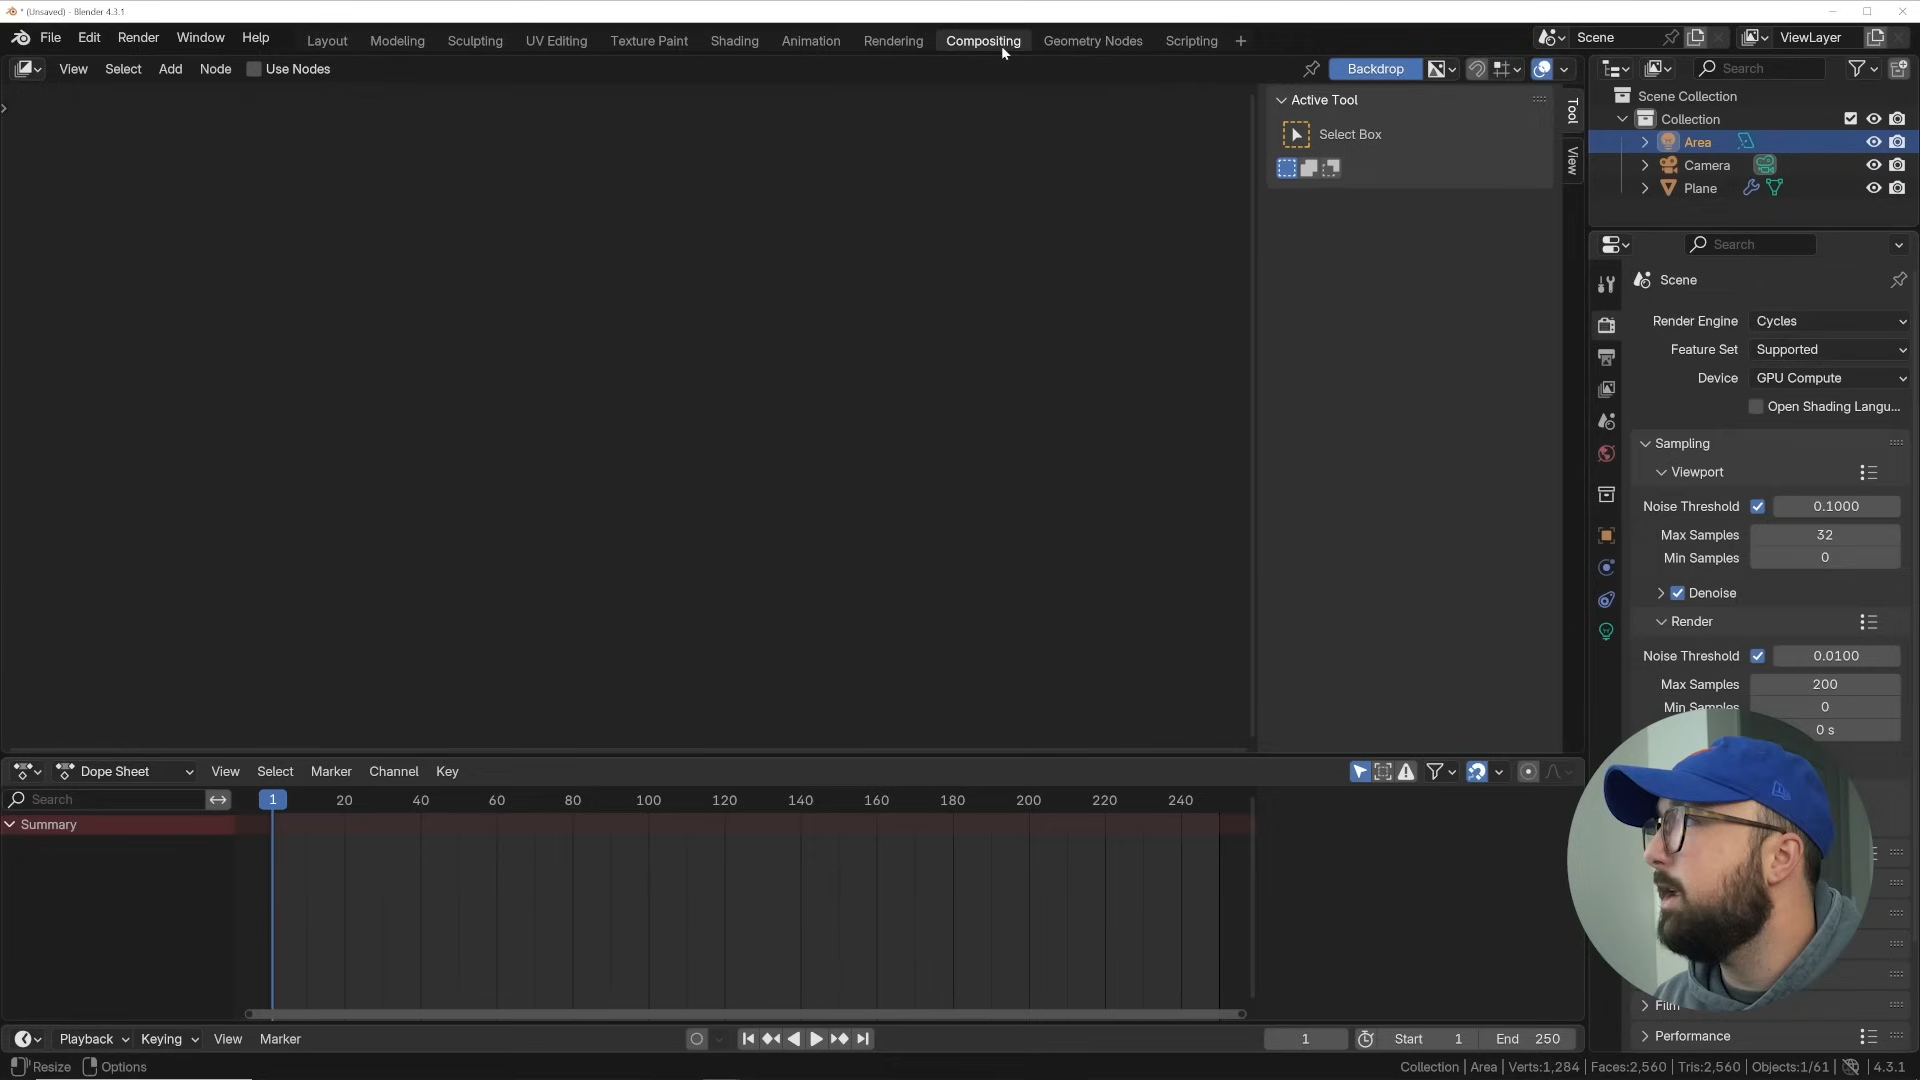 * (Unsaved) - Blender 4.3.1
File Edit Render Window Help Layout Modeling Sculpting UV Editing Texture Paint Shading Animation Rendering Compositing Geometry Nodes Scripting + Scene ViewLayer
View Select Add Node Use Nodes Backdrop Search
Active Tool
Select Box
Tool
View
Scene Collection
Collection
Area
Camera
Plane
Search
Scene
Render Engine Cycles
Feature Set Supported
Device GPU Compute
Open Shading Langu...
Sampling
Viewport
Noise Threshold 0.1000
Max Samples 32
Min Samples 0
Denoise
Render
Noise Threshold 0.0100
Max Samples 200
Min Samples 0
0 s
Dope Sheet View Select Marker Channel Key
Search 1 20 40 60 80 100 120 140 160 180 200 220 240
Summary
Film
Performance
Playback Keying View Marker 1 Start 1 End 250
Resize Options Collection | Area | Verts:1,284 | Faces:2,560 | Tris:2,560 | Objects:1/61 4.3.1